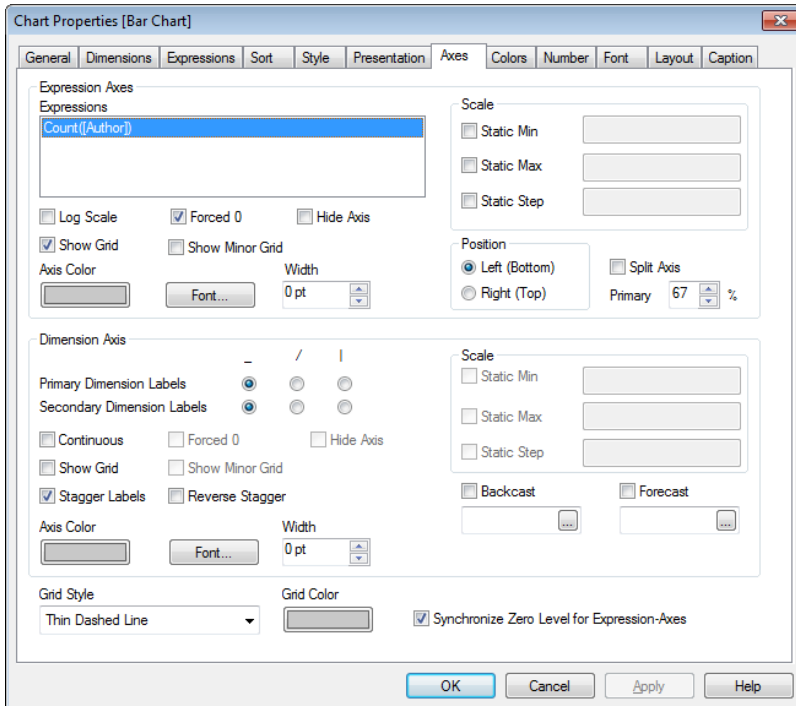 Chart Properties [Bar Chart]
General Dimensions Expressions Sort Style Presentation Axes Colors Number Font Layout Caption
Expression Axes
Expressions
Count([Author])
Log Scale Forced 0 Hide Axis
Show Grid Show Minor Grid
Axis Color Width
Font... 0 pt
Scale
Static Min
Static Max
Static Step
Position
Left (Bottom) Split Axis
Right (Top) Primary 67 %
Dimension Axis
_ / |
Primary Dimension Labels
Secondary Dimension Labels
Continuous Forced 0 Hide Axis
Show Grid Show Minor Grid
Stagger Labels Reverse Stagger
Axis Color Width
Font... 0 pt
Scale
Static Min
Static Max
Static Step
Backcast Forecast
... ...
Grid Style Grid Color
Thin Dashed Line Synchronize Zero Level for Expression-Axes
OK Cancel Apply Help